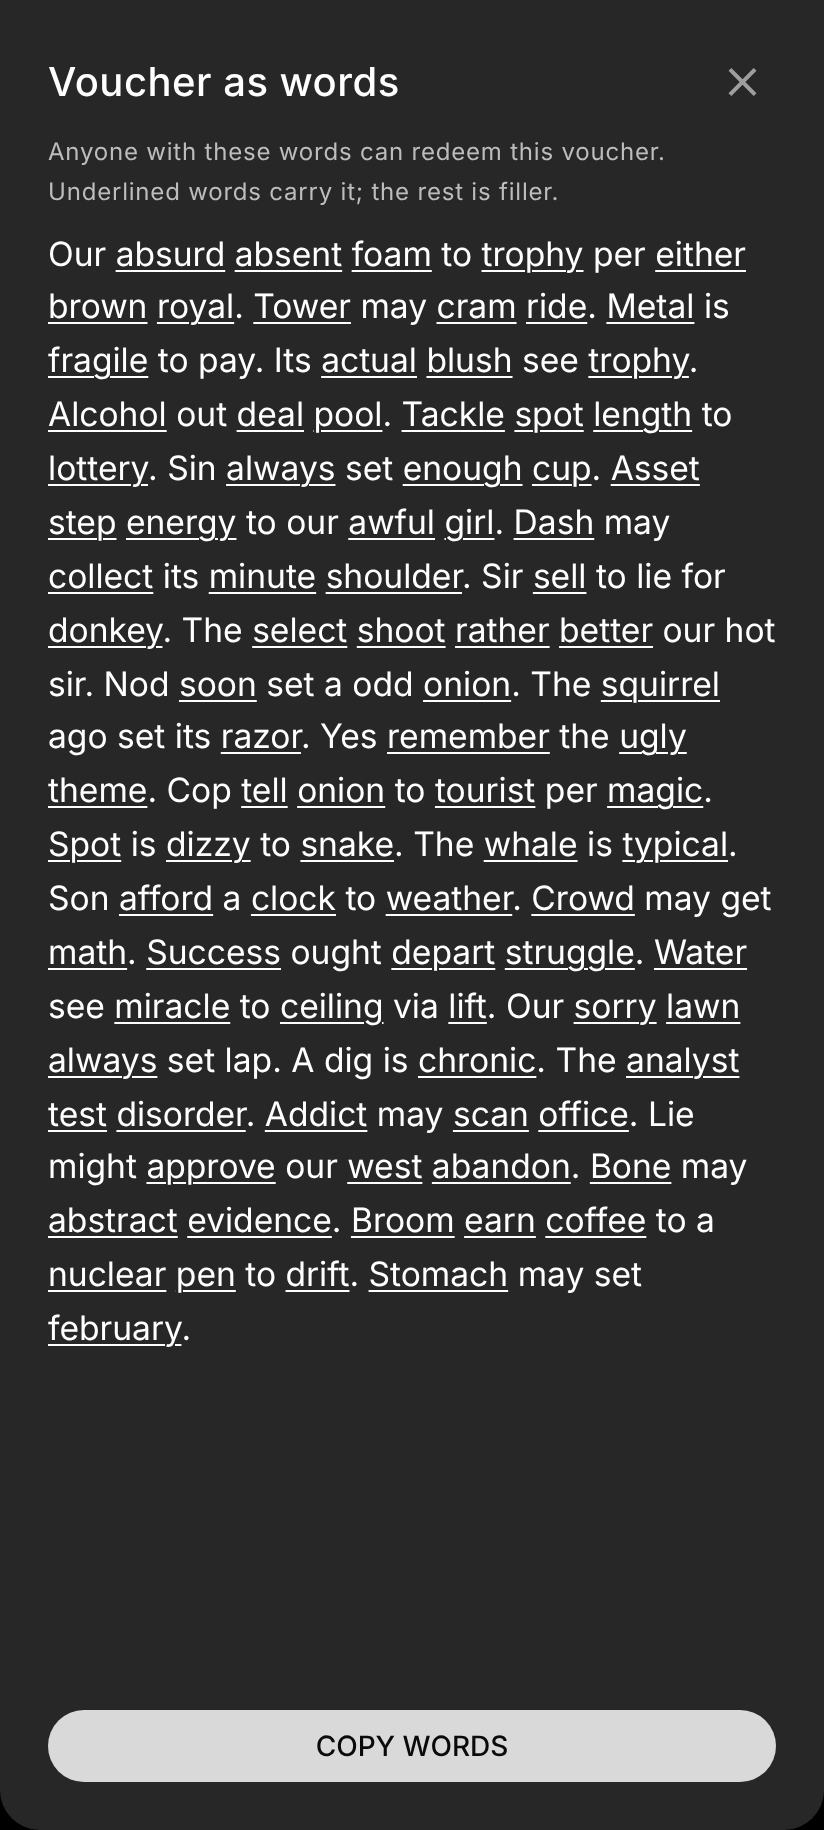 Voucher as words
Anyone with these words can redeem this voucher.
Underlined words carry it; the rest is filler.
Our absurd absent foam to trophy per either
brown royal. Tower may cram ride. Metal is
fragile to pay. Its actual blush see trophy.
Alcohol out deal pool. Tackle spot length to
lottery. Sin always set enough cup. Asset
step energy to our awful girl. Dash may
collect its minute shoulder. Sir sell to lie for
donkey. The select shoot rather better our hot
sir. Nod soon set a odd onion. The squirrel
ago set its razor. Yes remember the ugly
theme. Cop tell onion to tourist per magic.
Spot is dizzy to snake. The whale is typical.
Son afford a clock to weather. Crowd may get
math. Success ought depart struggle. Water
see miracle to ceiling via lift. Our sorry lawn
always set lap. A dig is chronic. The analyst
test disorder. Addict may scan office. Lie
might approve our west abandon. Bone may
abstract evidence. Broom earn coffee to a
nuclear pen to drift. Stomach may set
february.
COPY WORDS